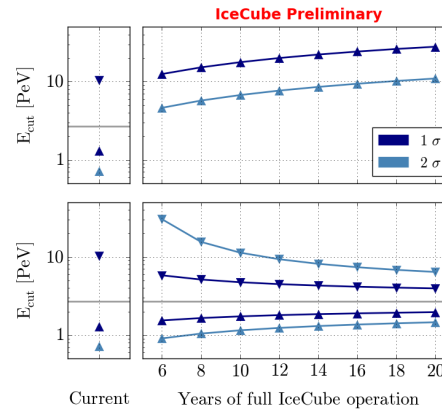 IceCube Preliminary
10
1
E_cut [PeV]
1 σ
2 σ
10
1
E_cut [PeV]
6 8 10 12 14 16 18 20
Current
Years of full IceCube operation